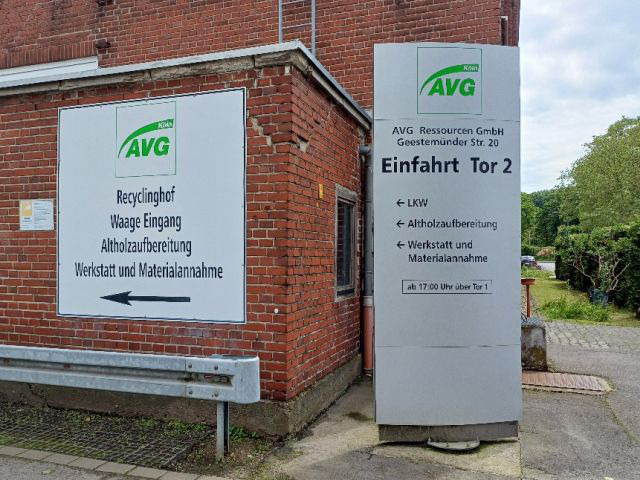 Köln
AVG
Recyclinghof
Waage Eingang
Altholzaufbereitung
Werkstatt und Materialannahme
Köln
AVG
AVG Ressourcen GmbH
Geestemünder Str. 20
Einfahrt Tor 2
← LKW
← Altholzaufbereitung
← Werkstatt und
Materialannahme
ab 17:00 Uhr über Tor 1